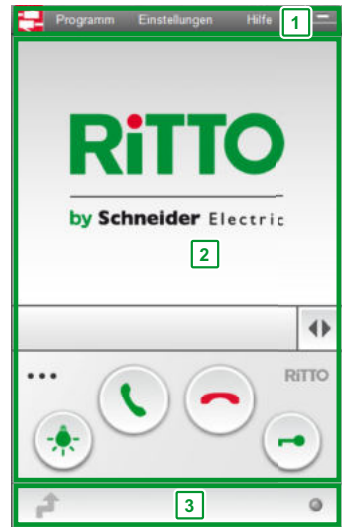 Programm Einstellungen Hilfe 1
RiTTO
by Schneider Electric
2
RiTTO
3